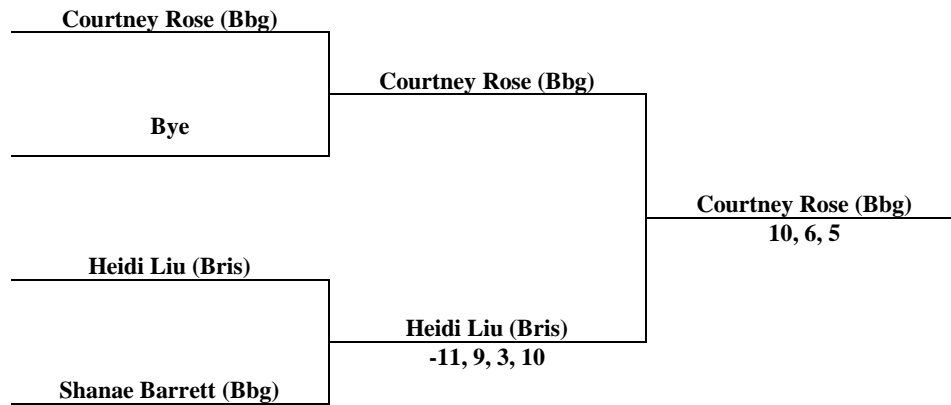 Courtney Rose (Bbg)
Courtney Rose (Bbg)
Bye
Courtney Rose (Bbg)
10, 6, 5
Heidi Liu (Bris)
Heidi Liu (Bris)
-11, 9, 3, 10
Shanae Barrett (Bbg)